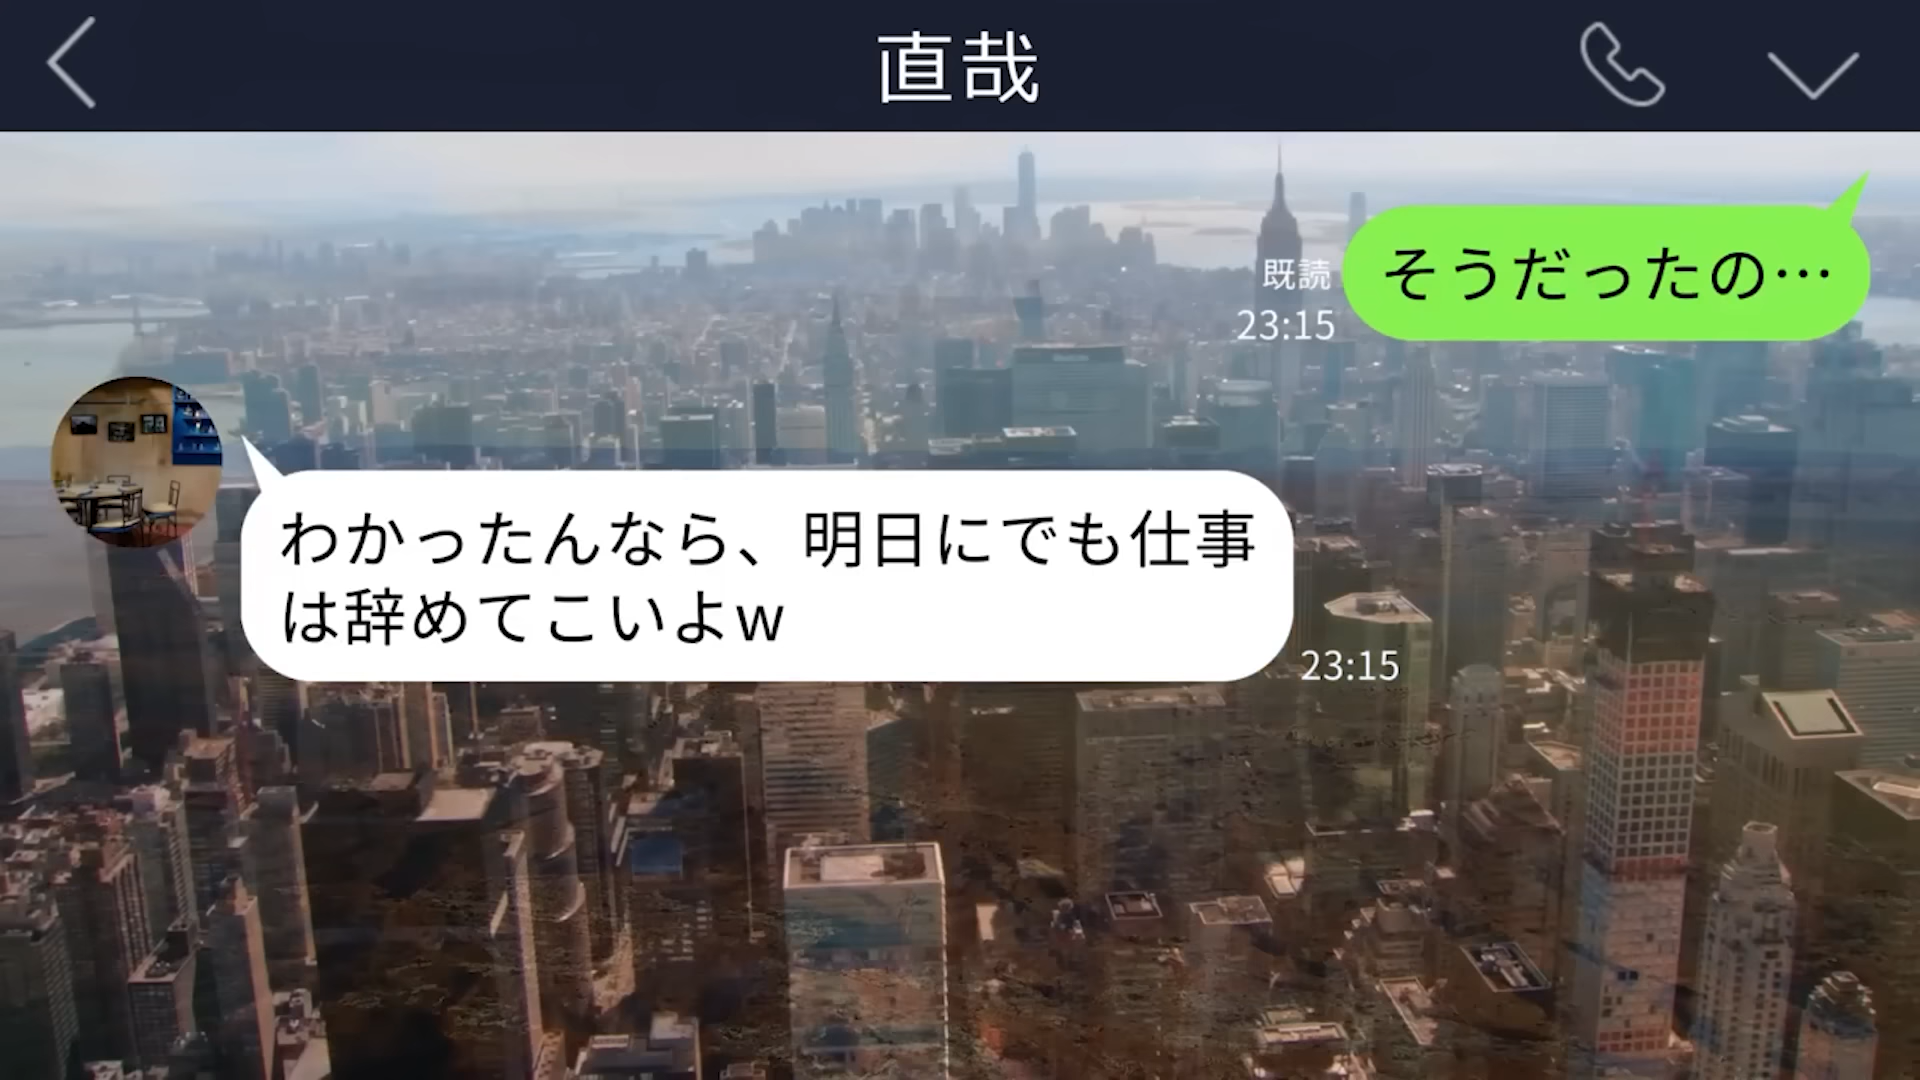 直哉
そうだったの…
既読
23:15
わかったんなら、明日にでも仕事
は辞めてこいよw
23:15